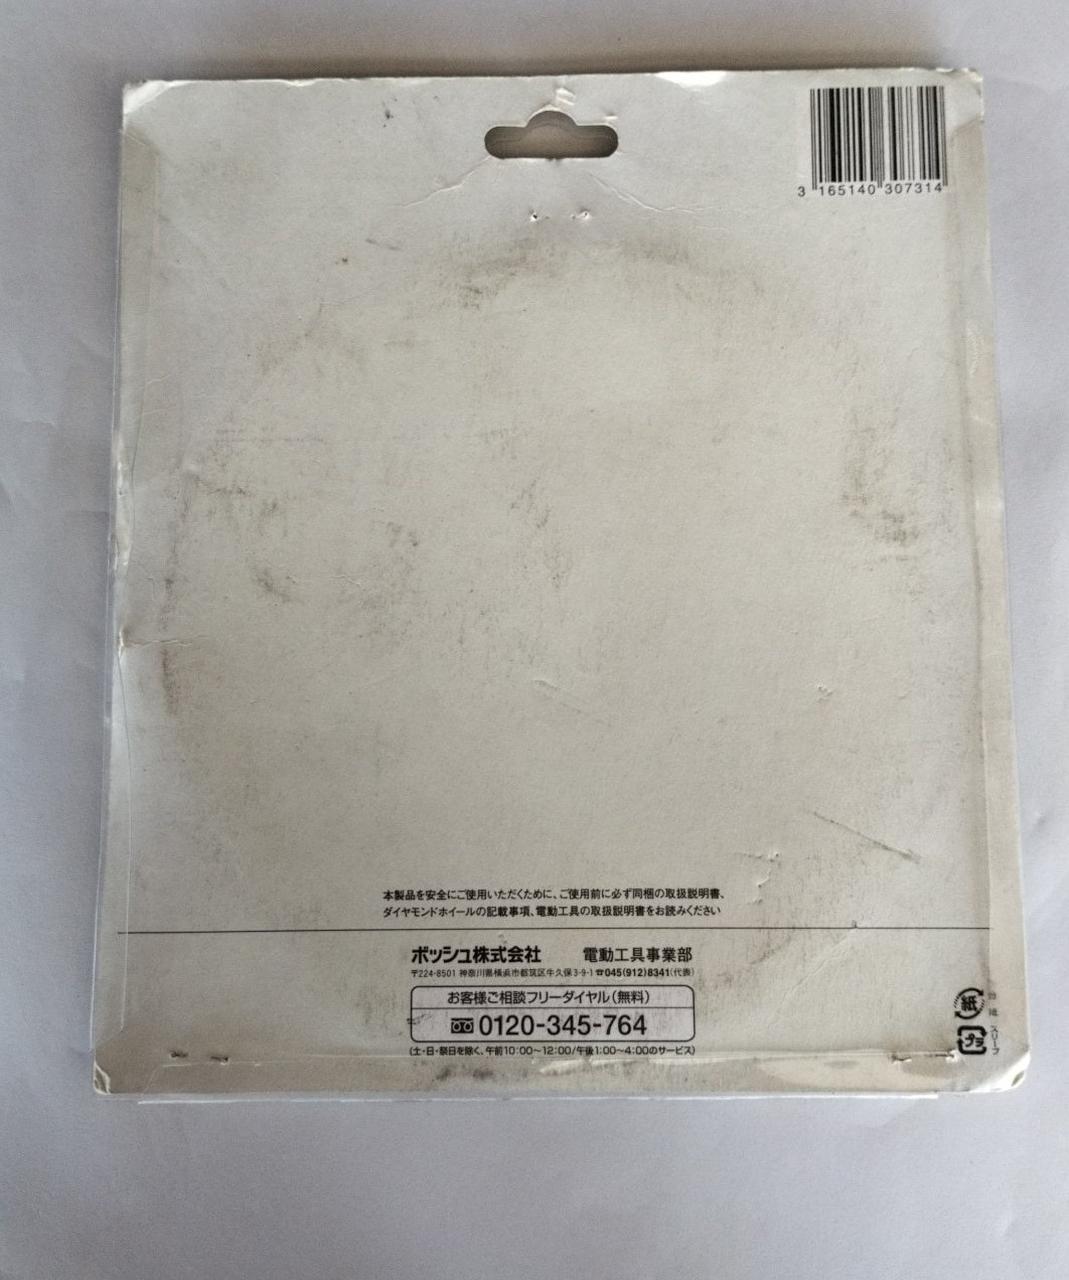 3 165140 307314
本製品を安全にご使用いただくために、ご使用前に必ず同梱の取扱説明書、
ダイヤモンドホイールの記載事項、電動工具の取扱説明書をお読みください
ボッシュ株式会社 電動工具事業部
〒224-8501 神奈川県横浜市都筑区牛久保3-9-1 ☎045(912)8341(代表)
お客様ご相談フリーダイヤル(無料)
0120-345-764
(土・日・祭日を除く、午前10:00〜12:00/午後1:00〜4:00のサービス)
紙
プラ
スリーブ